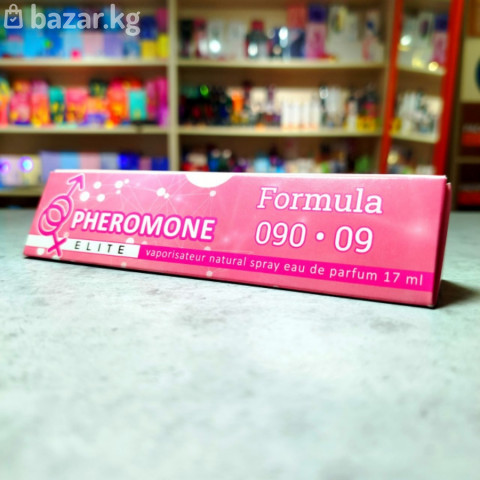 bazar.kg
Formula
090 • 09
PHEROMONE
ELITE
vaporisateur natural spray eau de parfum 17 ml